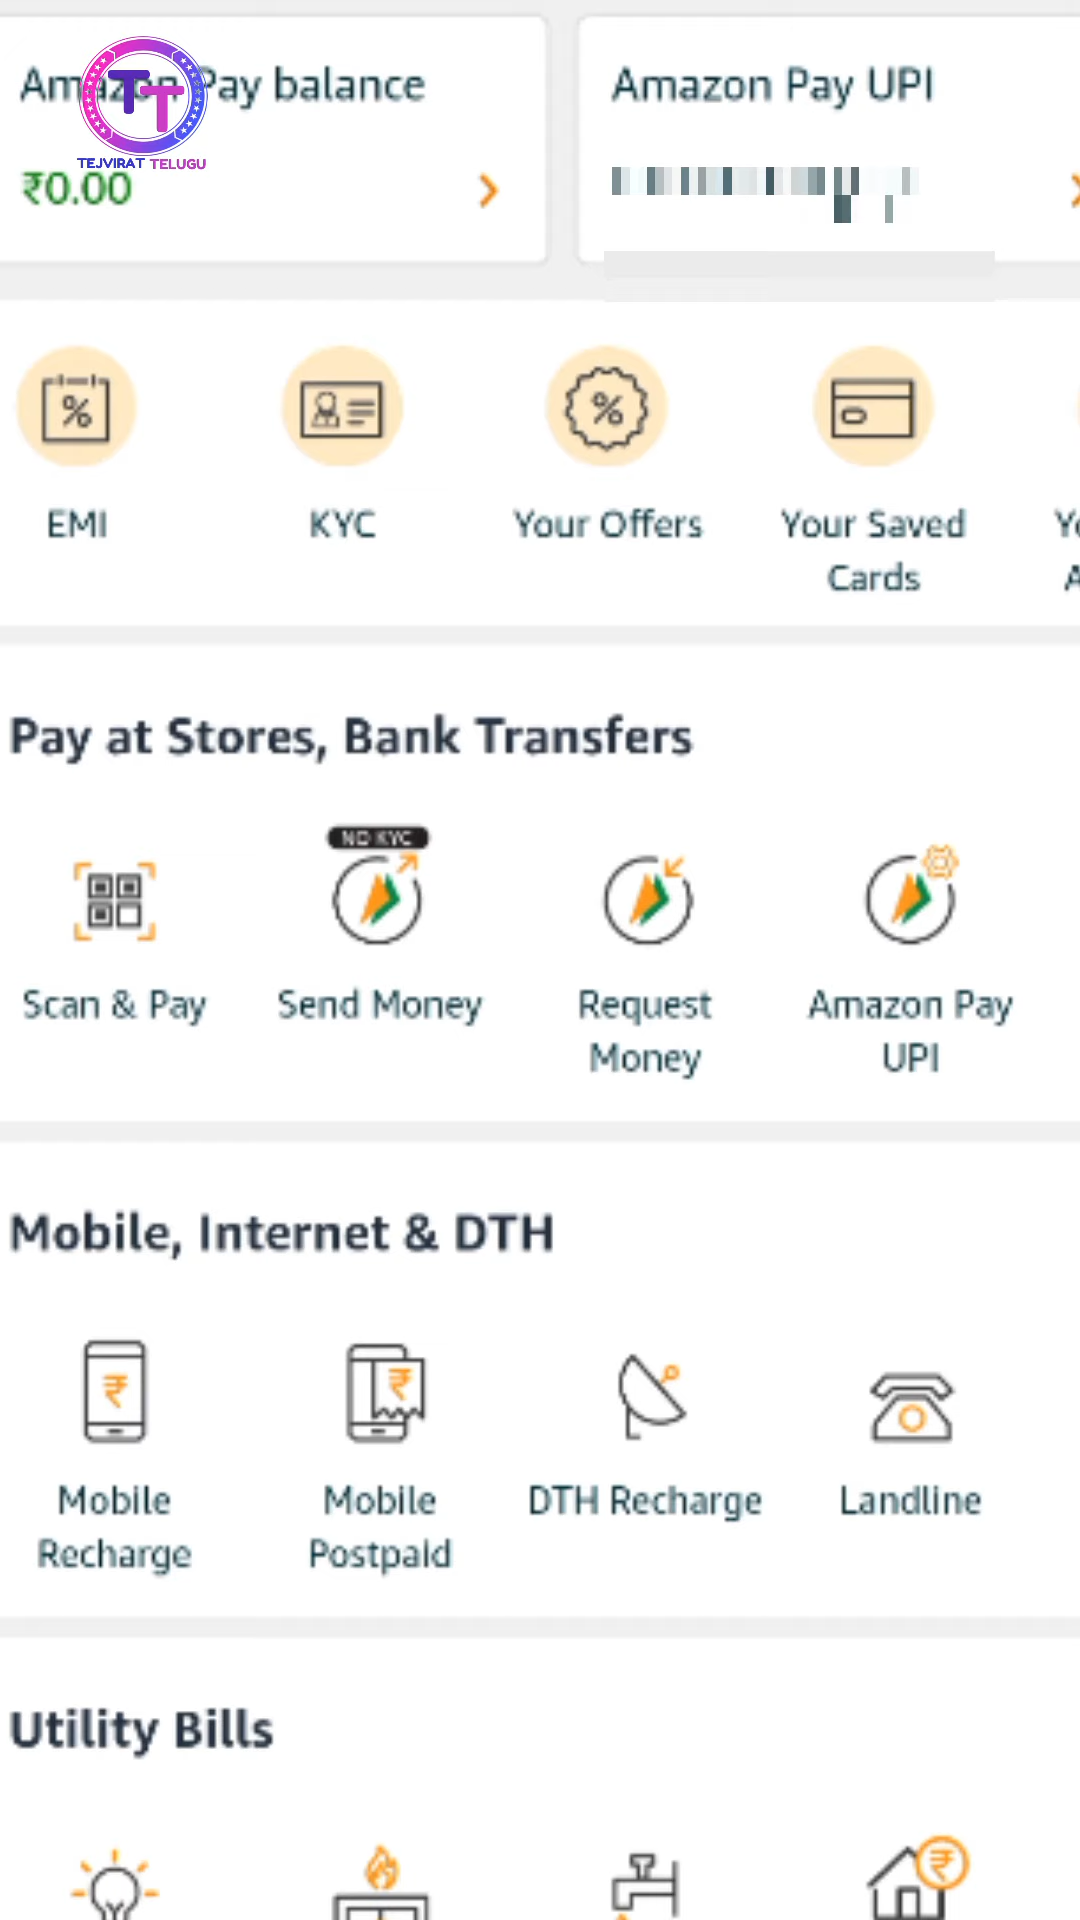 Amazon Pay balance
Amazon Pay UPI
TT
TEJVIRAT TELUGU
₹0.00
EMI
KYC
Your Offers
Your Saved
Cards
Pay at Stores, Bank Transfers
NO KYC
Scan & Pay
Send Money
Request
Money
Amazon Pay
UPI
Mobile, Internet & DTH
Mobile
Recharge
Mobile
Postpaid
DTH Recharge
Landline
Utility Bills